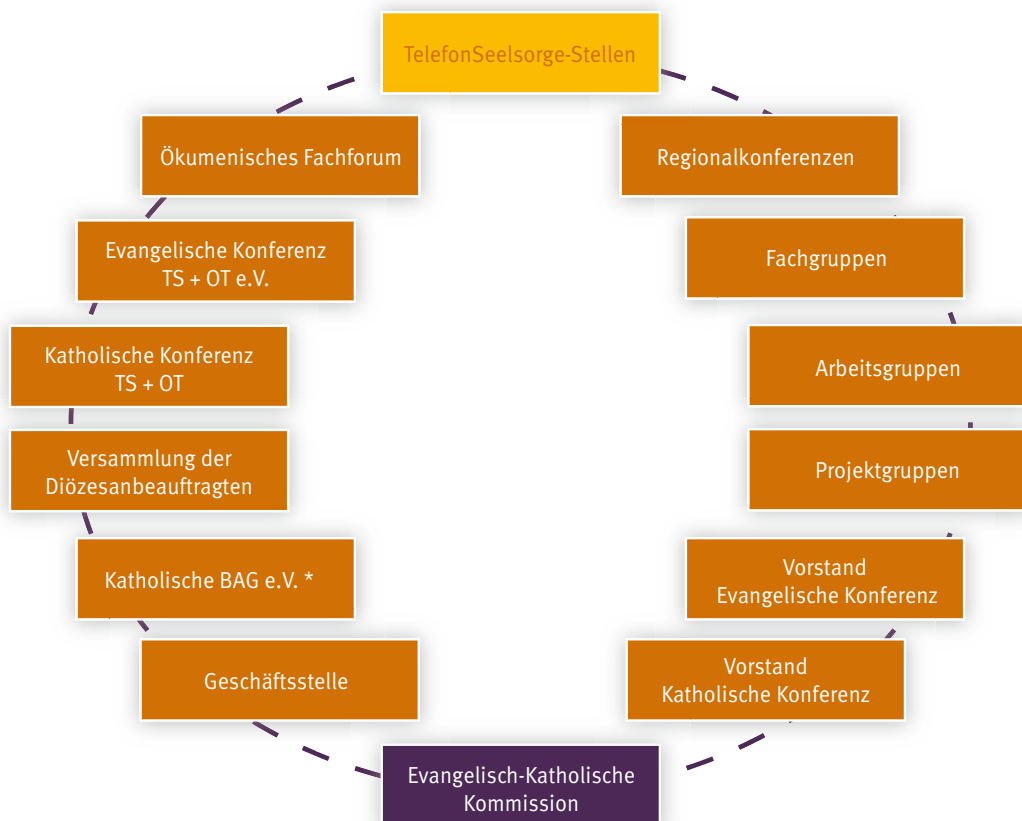 TelefonSeelsorge-Stellen
Ökumenisches Fachforum
Regionalkonferenzen
Evangelische Konferenz
TS + OT e.V.
Fachgruppen
Katholische Konferenz
TS + OT
Arbeitsgruppen
Versammlung der
Diözesanbeauftragten
Projektgruppen
Katholische BAG e.V. *
Vorstand
Evangelische Konferenz
Geschäftsstelle
Vorstand
Katholische Konferenz
Evangelisch-Katholische
Kommission